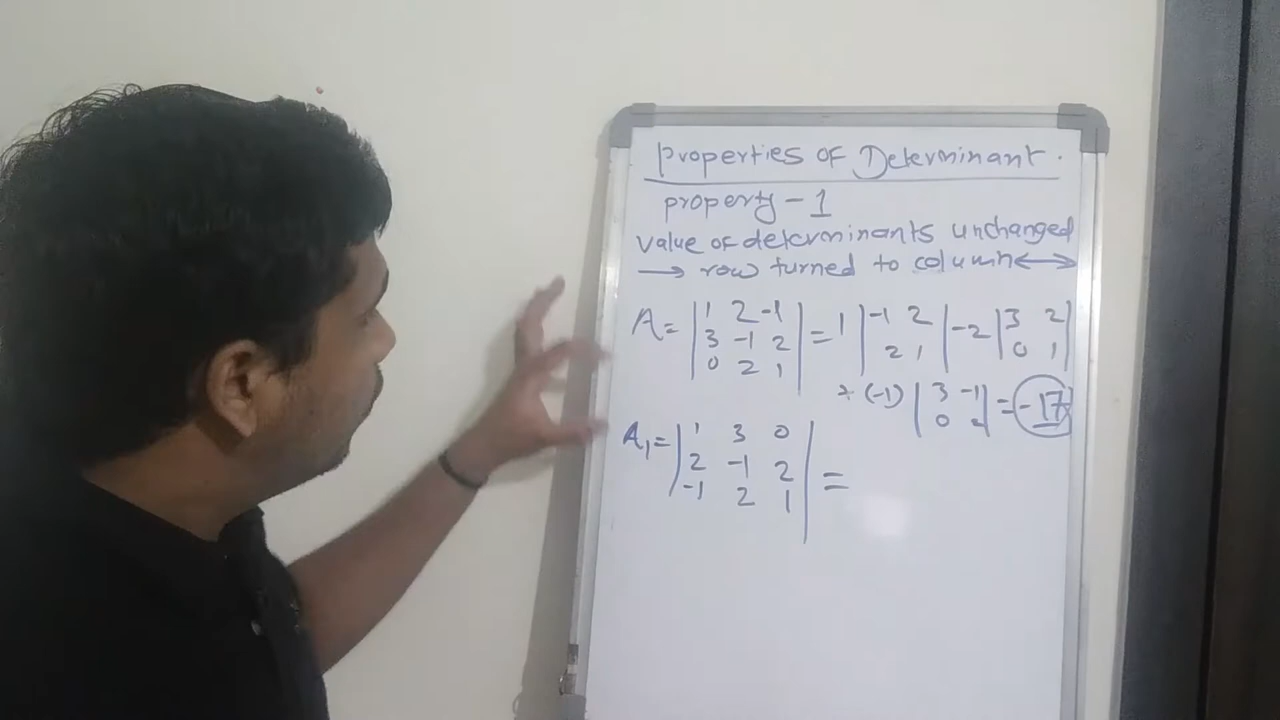 Properties OF Determinant.
property - 1
value of determinants unchanged
→ row turned to column ↔
A = | 1 2 -1 | = 1 | -1 2 | -2 | 3 2 |
| 3 -1 2 | | 2 1 | | 0 1 |
| 0 2 1 |
+ (-1) | 3 -1 | = -17
| 0 2 |
A₁ = | 1 3 0 | =
| 2 -1 2 |
| -1 2 1 |